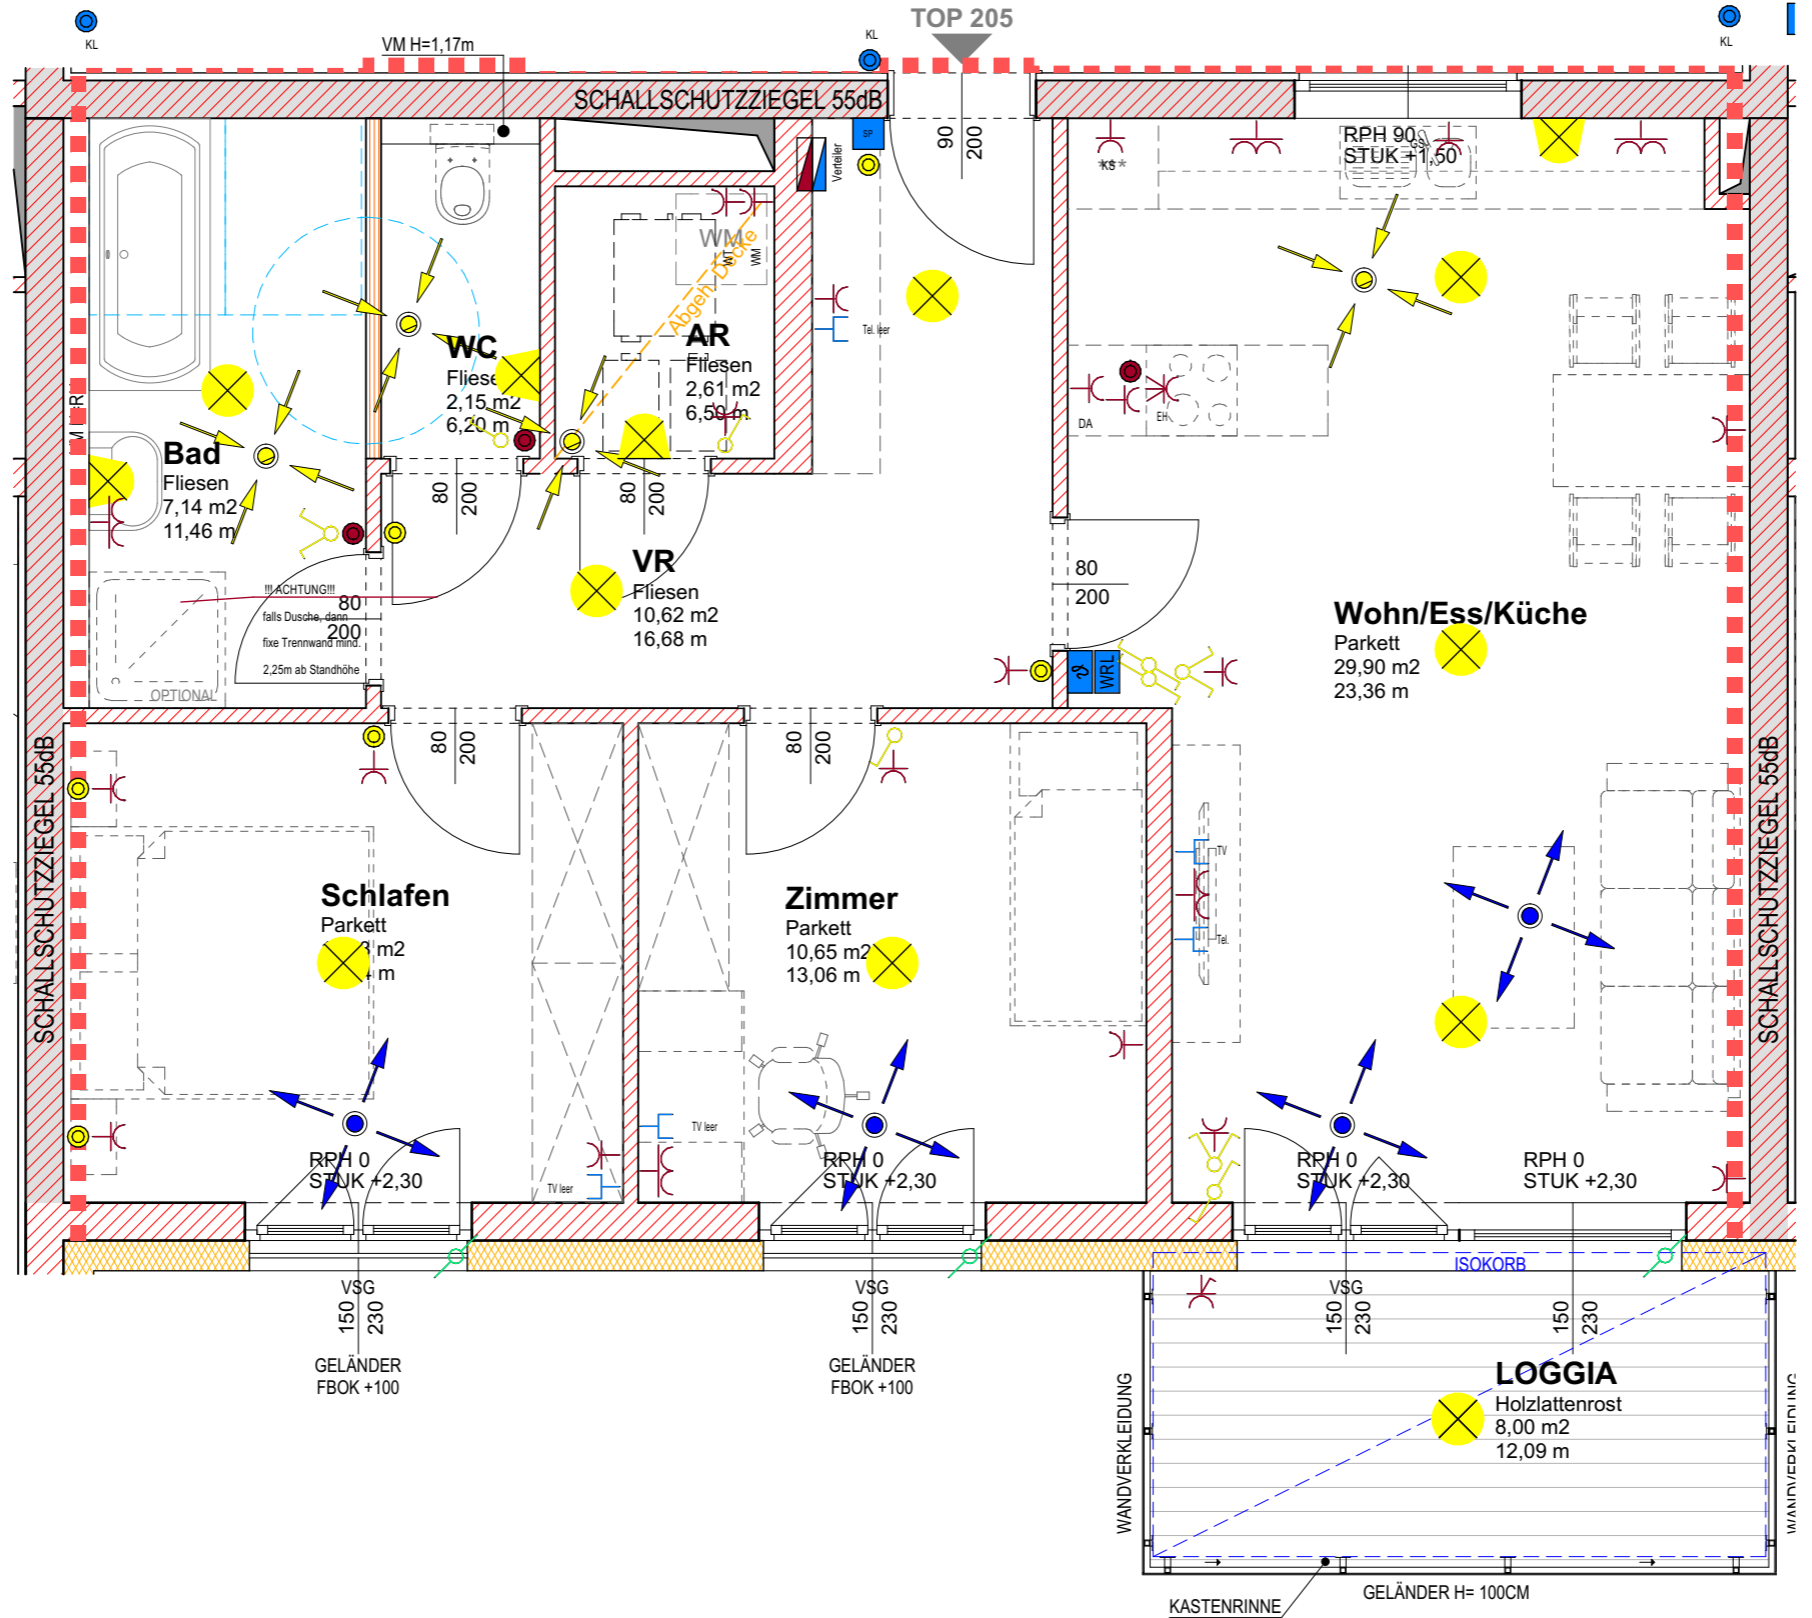 TOP 205
KL
VM H=1,17m
KL
KL
SCHALLSCHUTZZIEGEL 55dB
SP
Verteiler
90
200
RPH 90
STUK +1,50
GS
KS
WM
WT
WM
Abgeh. Decke
Tel. leer
WC
Fliesen
2,15 m2
6,20 m
AR
Fliesen
2,61 m2
6,50 m
DA
EH
Bad
Fliesen
7,14 m2
11,46 m
80
200
80
200
VR
Fliesen
10,62 m2
16,68 m
80
200
!!! ACHTUNG!!!
falls Dusche, dann
fixe Trennwand mind.
2,25m ab Standhöhe
80
200
OPTIONAL
Wohn/Ess/Küche
Parkett
29,90 m2
23,36 m
WRL
80
200
80
200
SCHALLSCHUTZZIEGEL 55dB
SCHALLSCHUTZZIEGEL 55dB
Schlafen
Parkett
m2
m
Zimmer
Parkett
10,65 m2
13,06 m
TV
Tel.
TV leer
TV leer
RPH 0
STUK +2,30
RPH 0
STUK +2,30
RPH 0
STUK +2,30
RPH 0
STUK +2,30
ISOKORB
VSG
150
230
GELÄNDER
FBOK +100
VSG
150
230
GELÄNDER
FBOK +100
VSG
150
230
150
230
LOGGIA
Holzlattenrost
8,00 m2
12,09 m
WANDVERKLEIDUNG
WANDVERKLEIDUNG
KASTENRINNE
GELÄNDER H= 100CM